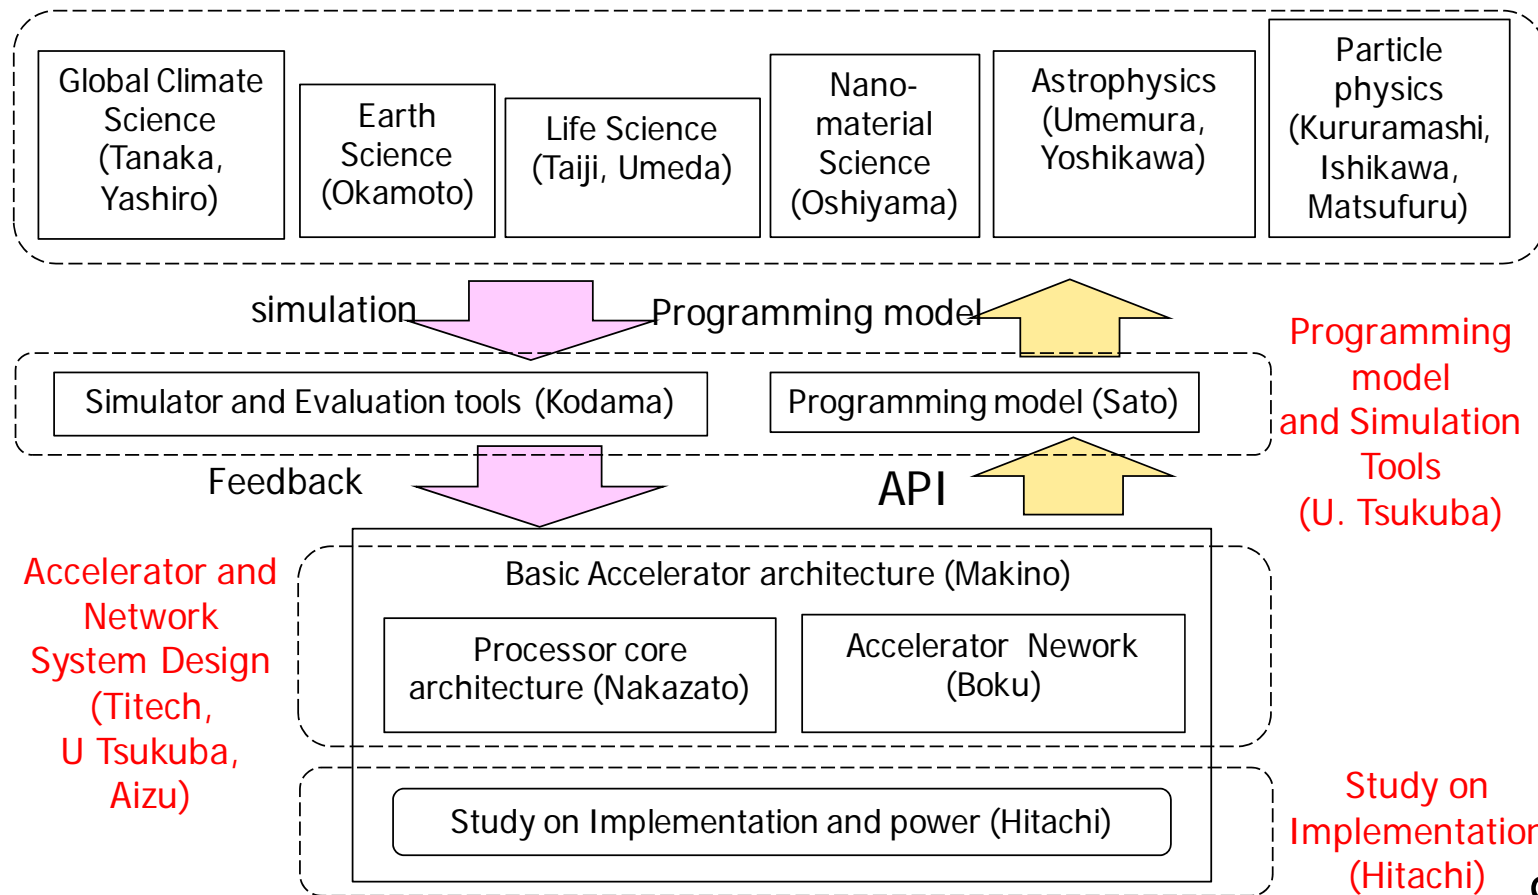 Global Climate
Science
(Tanaka,
Yashiro)
Earth
Science
(Okamoto)
Life Science
(Taiji, Umeda)
Nano-
material
Science
(Oshiyama)
Astrophysics
(Umemura,
Yoshikawa)
Particle
physics
(Kururamashi,
Ishikawa,
Matsufuru)
simulation
Programming model
Simulator and Evaluation tools (Kodama)
Programming model (Sato)
Programming
model
and Simulation
Tools
(U. Tsukuba)
Feedback
API
Accelerator and
Network
System Design
(Titech,
U Tsukuba,
Aizu)
Basic Accelerator architecture (Makino)
Processor core
architecture (Nakazato)
Accelerator Nework
(Boku)
Study on Implementation and power (Hitachi)
Study on
Implementation
(Hitachi)